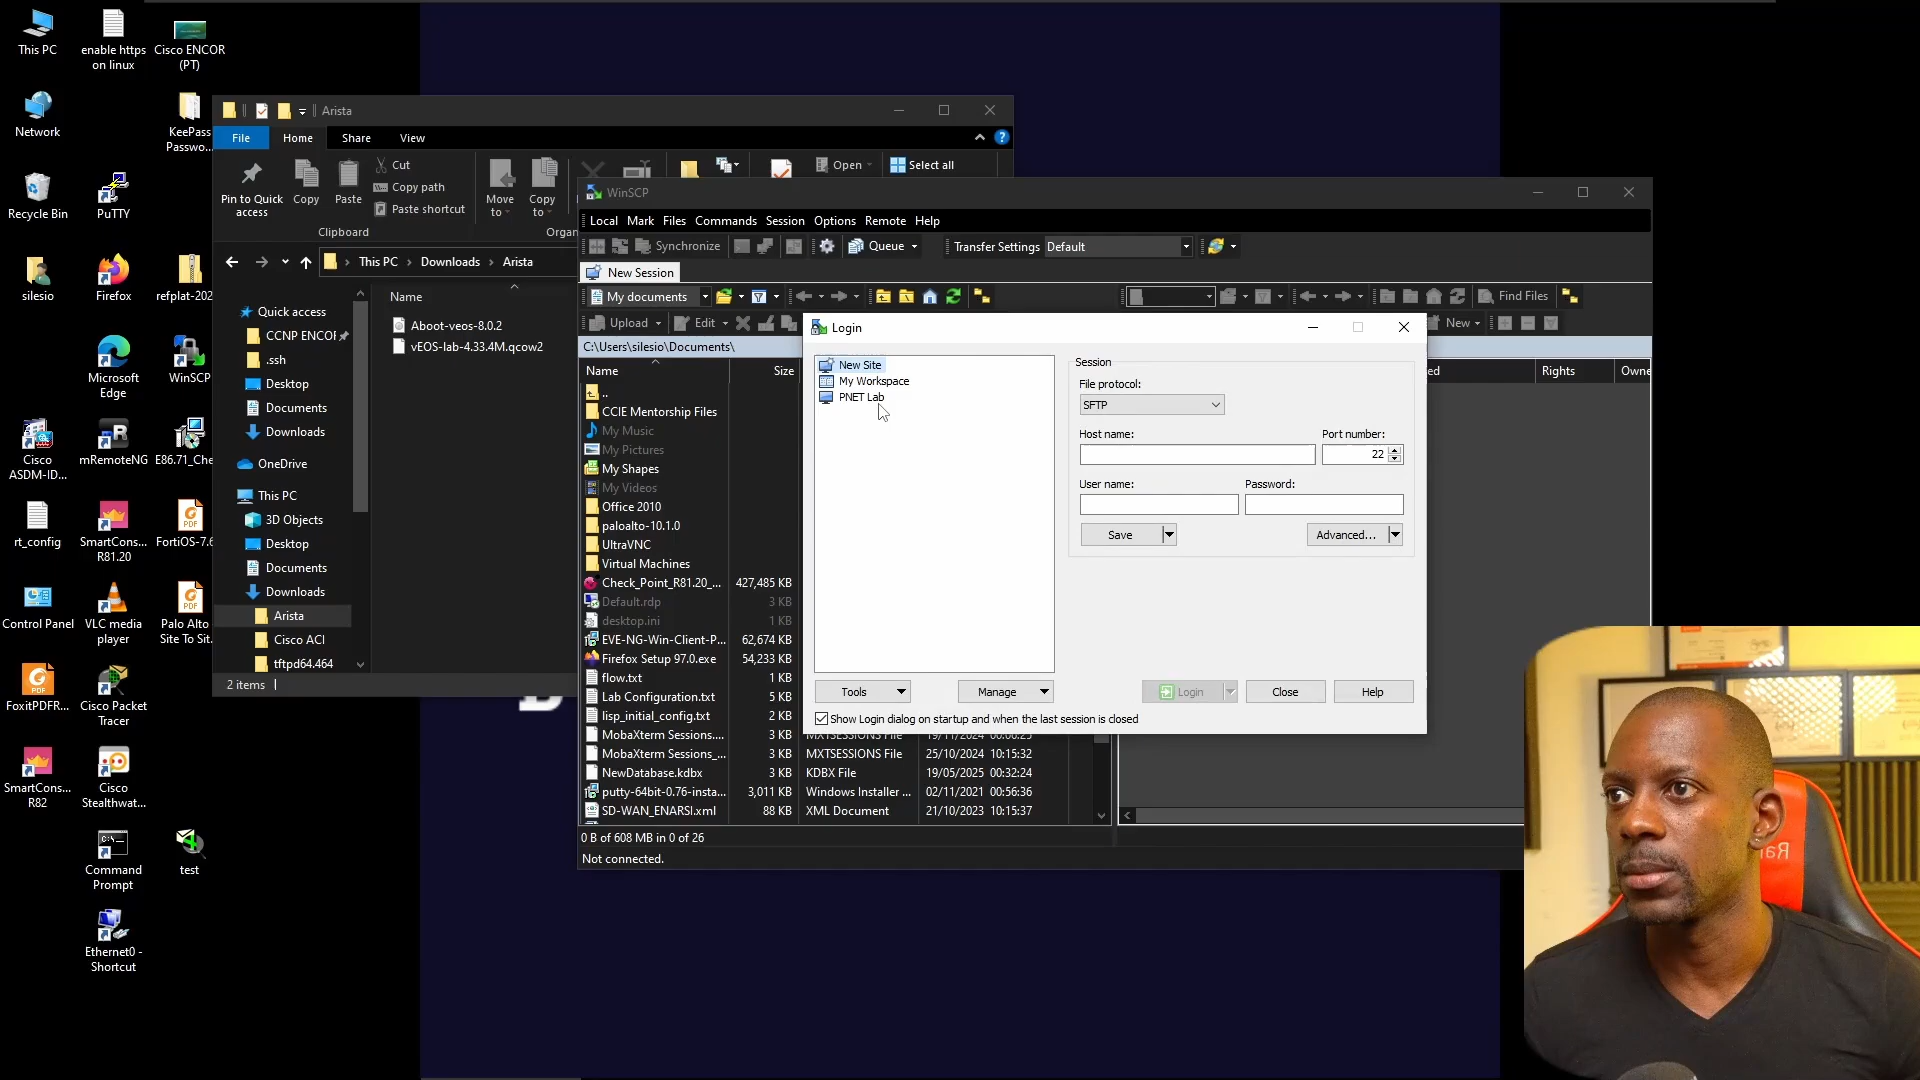 This PC
enable https
on linux
Cisco ENCOR
(PT)
Network
KeePass
Passwo...
Recycle Bin
PuTTY
silesio
Firefox
refplat-202
Microsoft
Edge
WinSCP
Cisco
ASDM-ID...
mRemoteNG
E86.71_Che
rt_config
SmartCons...
R81.20
FortiOS-7.6
Control Panel
VLC media
player
Palo Alto
Site To Sit.
FoxitPDFR...
Cisco Packet
Tracer
SmartCons...
R82
Cisco
Stealthwat...
Command
Prompt
test
Ethernet0 -
Shortcut
Arista
File
Home
Share
View
Pin to Quick
access
Copy
Paste
Cut
Copy path
Paste shortcut
Clipboard
Move
to
Copy
to
Organ
Open
Select all
This PC > Downloads > Arista
Quick access
CCNP ENCOF
.ssh
Desktop
Documents
Downloads
OneDrive
This PC
3D Objects
Desktop
Documents
Downloads
Arista
Cisco ACI
tftpd64.464
Name
Aboot-veos-8.0.2
vEOS-lab-4.33.4M.qcow2
2 items
WinSCP
Local Mark Files Commands Session Options Remote Help
Synchronize
Queue
Transfer Settings Default
New Session
My documents
Find Files
Upload
Edit
New
C:\Users\silesio\Documents\
Name
Size
ed
Rights
Owne
..
CCIE Mentorship Files
My Music
My Pictures
My Shapes
My Videos
Office 2010
paloalto-10.1.0
UltraVNC
Virtual Machines
Check_Point_R81.20_... 427,485 KB
Default.rdp 3 KB
desktop.ini 1 KB
EVE-NG-Win-Client-P... 62,674 KB
Firefox Setup 97.0.exe 54,233 KB
flow.txt 1 KB
Lab Configuration.txt 5 KB
lisp_initial_config.txt 2 KB
MobaXterm Sessions.... 3 KB MXTSESSIONS File 19/11/2024 00:00:25
MobaXterm Sessions_... 3 KB MXTSESSIONS File 25/10/2024 10:15:32
NewDatabase.kdbx 3 KB KDBX File 19/05/2025 00:32:24
putty-64bit-0.76-insta... 3,011 KB Windows Installer ... 02/11/2021 00:56:36
SD-WAN_ENARSI.xml 88 KB XML Document 21/10/2023 10:15:37
0 B of 608 MB in 0 of 26
Not connected.
Login
New Site
My Workspace
PNET Lab
Session
File protocol:
SFTP
Host name:
Port number:
22
User name:
Password:
Save
Advanced...
Tools
Manage
Login
Close
Help
Show Login dialog on startup and when the last session is closed